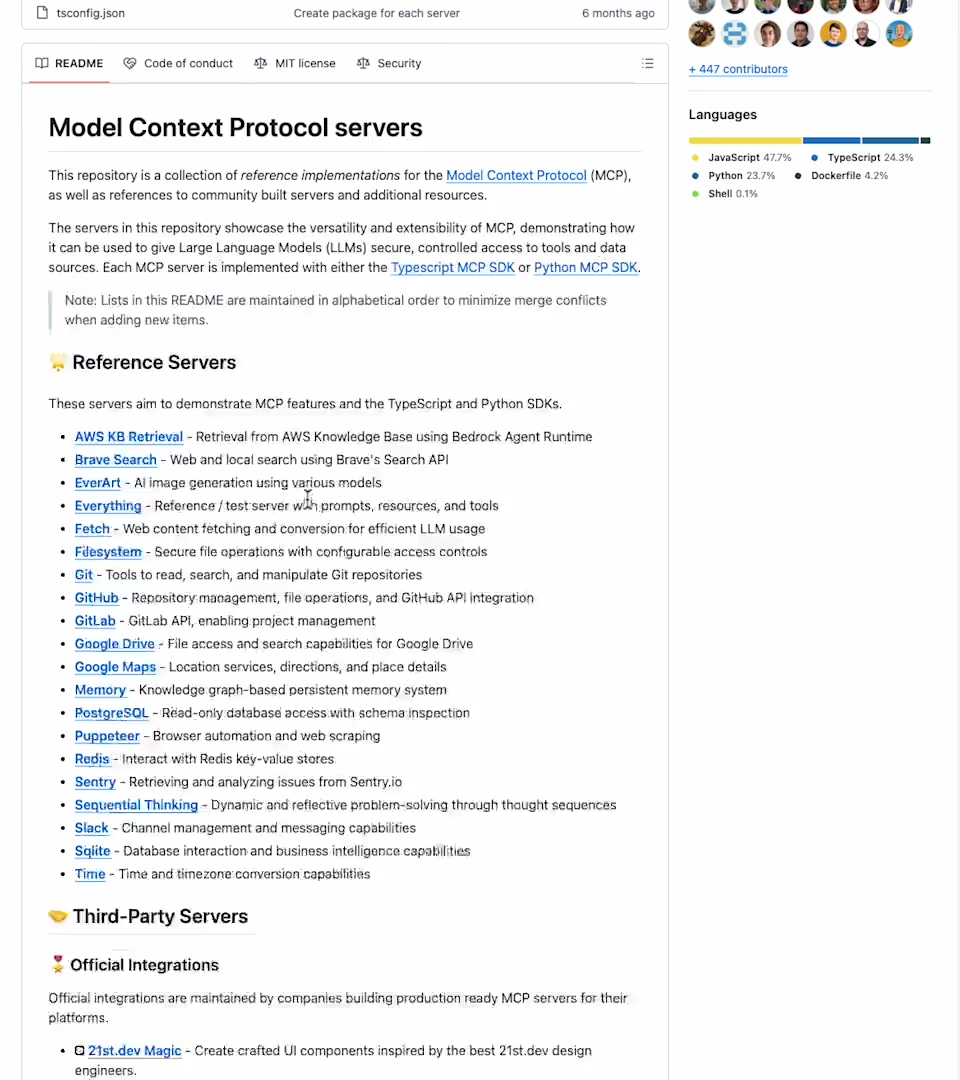 tsconfig.json Create package for each server 6 months ago
README Code of conduct MIT license Security
Model Context Protocol servers
This repository is a collection of reference implementations for the Model Context Protocol (MCP),
as well as references to community built servers and additional resources.
The servers in this repository showcase the versatility and extensibility of MCP, demonstrating how
it can be used to give Large Language Models (LLMs) secure, controlled access to tools and data
sources. Each MCP server is implemented with either the Typescript MCP SDK or Python MCP SDK.
Note: Lists in this README are maintained in alphabetical order to minimize merge conflicts
when adding new items.
🌟 Reference Servers
These servers aim to demonstrate MCP features and the TypeScript and Python SDKs.
• AWS KB Retrieval - Retrieval from AWS Knowledge Base using Bedrock Agent Runtime
• Brave Search - Web and local search using Brave's Search API
• EverArt - AI image generation using various models
• Everything - Reference / test server with prompts, resources, and tools
• Fetch - Web content fetching and conversion for efficient LLM usage
• Filesystem - Secure file operations with configurable access controls
• Git - Tools to read, search, and manipulate Git repositories
• GitHub - Repository management, file operations, and GitHub API integration
• GitLab - GitLab API, enabling project management
• Google Drive - File access and search capabilities for Google Drive
• Google Maps - Location services, directions, and place details
• Memory - Knowledge graph-based persistent memory system
• PostgreSQL - Read-only database access with schema inspection
• Puppeteer - Browser automation and web scraping
• Redis - Interact with Redis key-value stores
• Sentry - Retrieving and analyzing issues from Sentry.io
• Sequential Thinking - Dynamic and reflective problem-solving through thought sequences
• Slack - Channel management and messaging capabilities
• Sqlite - Database interaction and business intelligence capabilities
• Time - Time and timezone conversion capabilities
🤝 Third-Party Servers
🎖️ Official Integrations
Official integrations are maintained by companies building production ready MCP servers for their
platforms.
• 21st.dev Magic - Create crafted UI components inspired by the best 21st.dev design
engineers.
+ 447 contributors
Languages
JavaScript 47.7% TypeScript 24.3%
Python 23.7% Dockerfile 4.2%
Shell 0.1%